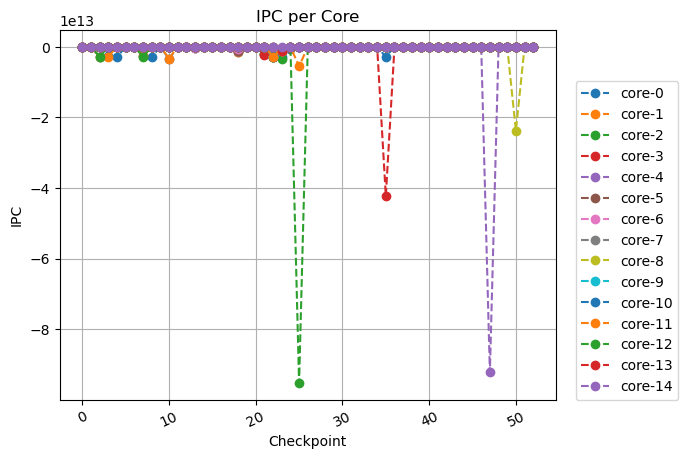 IPC per Core
1e13
0
−2
−4
−6
−8
IPC
0
10
20
30
40
50
Checkpoint
core-0
core-1
core-2
core-3
core-4
core-5
core-6
core-7
core-8
core-9
core-10
core-11
core-12
core-13
core-14